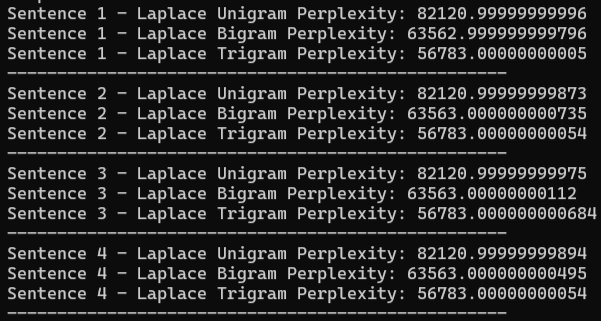 Sentence 1 – Laplace Unigram Perplexity: 82120.99999999996
Sentence 1 – Laplace Bigram Perplexity: 63562.999999999796
Sentence 1 – Laplace Trigram Perplexity: 56783.00000000005
--------------------------------------------------
Sentence 2 – Laplace Unigram Perplexity: 82120.99999999873
Sentence 2 – Laplace Bigram Perplexity: 63563.00000000735
Sentence 2 – Laplace Trigram Perplexity: 56783.00000000054
--------------------------------------------------
Sentence 3 – Laplace Unigram Perplexity: 82120.99999999975
Sentence 3 – Laplace Bigram Perplexity: 63563.00000000112
Sentence 3 – Laplace Trigram Perplexity: 56783.000000000684
--------------------------------------------------
Sentence 4 – Laplace Unigram Perplexity: 82120.99999999894
Sentence 4 – Laplace Bigram Perplexity: 63563.000000000495
Sentence 4 – Laplace Trigram Perplexity: 56783.00000000054
--------------------------------------------------